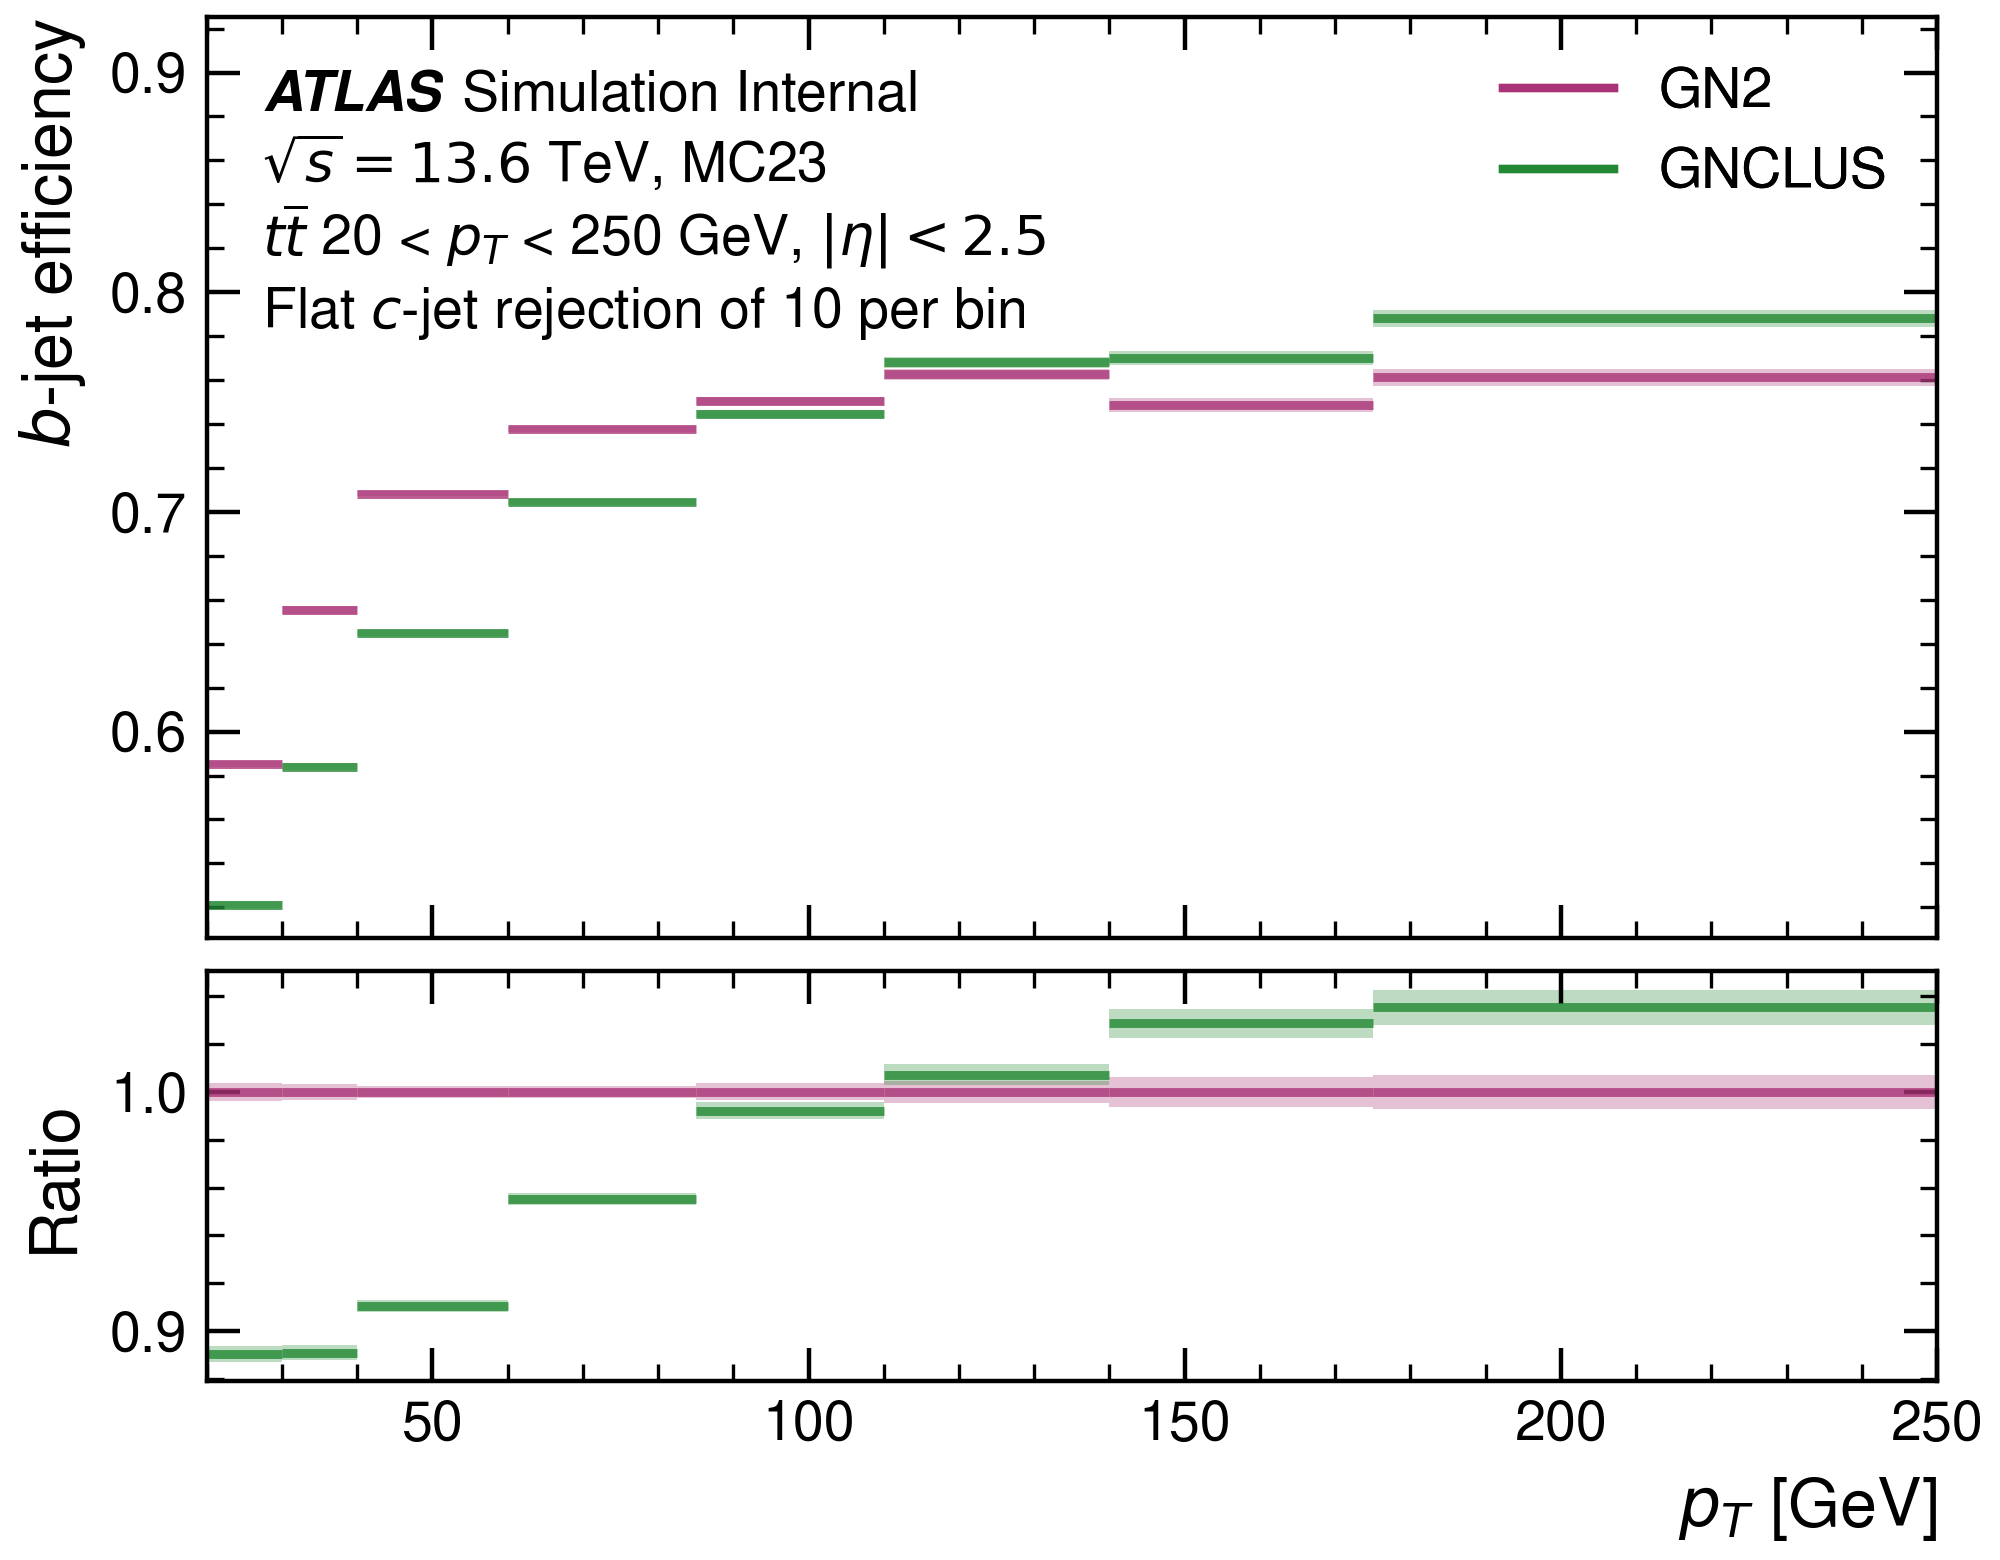 b-jet efficiency
0.9
0.8
0.7
0.6
ATLAS Simulation Internal
√s = 13.6 TeV, MC23
tt̄ 20 < p_T < 250 GeV, |η| < 2.5
Flat c-jet rejection of 10 per bin
GN2
GNCLUS
Ratio
1.0
0.9
50 100 150 200 250
p_T [GeV]